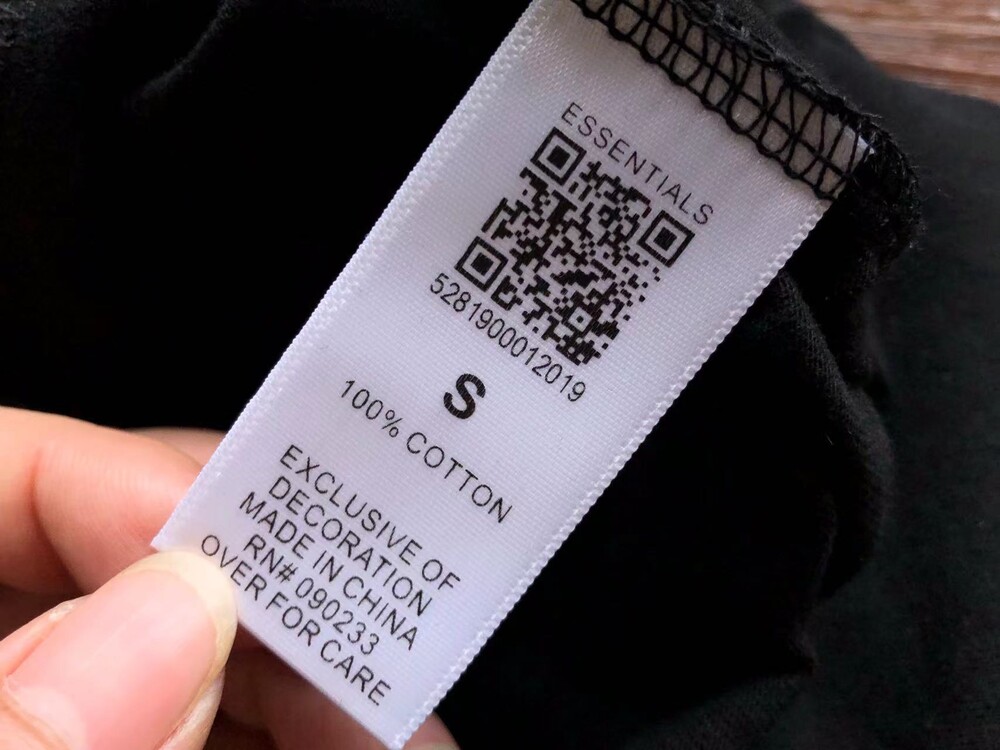 ESSENTIALS
5281900012019
S
100% COTTON
EXCLUSIVE OF
DECORATION
MADE IN CHINA
RN# 090233
OVER FOR CARE